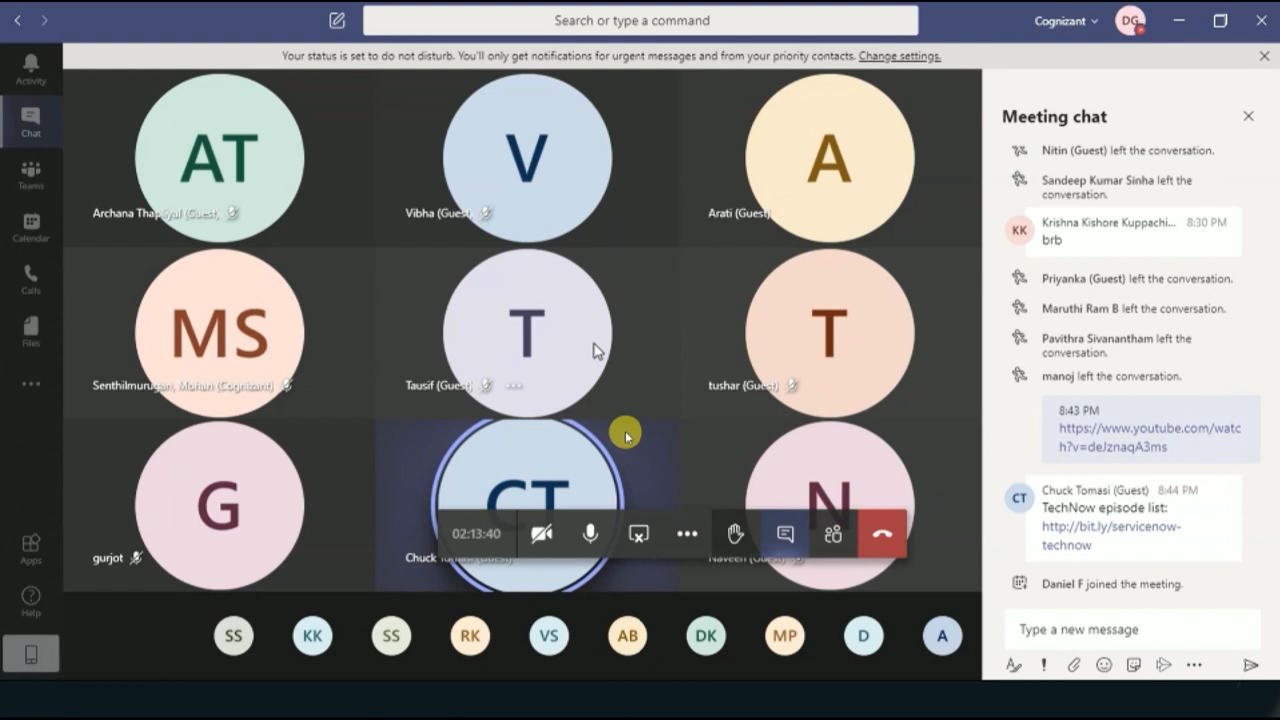 Search or type a command
Cognizant
DG
Your status is set to do not disturb. You'll only get notifications for urgent messages and from your priority contacts. Change settings.
Activity
Chat
Teams
Calendar
Calls
Files
Apps
Help
AT
Archana Thapliyal (Guest,
V
Vibha (Guest)
A
Arati (Guest)
MS
Senthilmurugan, Mohan (Cognizant)
T
Tausif (Guest)
T
tushar (Guest)
G
gurjot
CT
Chuck Tomasi (Guest)
N
Naveen (Guest)
02:13:40
SS
KK
SS
RK
VS
AB
DK
MP
D
A
Meeting chat
Nitin (Guest) left the conversation.
Sandeep Kumar Sinha left the
conversation.
KK
Krishna Kishore Kuppachi... 8:30 PM
brb
Priyanka (Guest) left the conversation.
Maruthi Ram B left the conversation.
Pavithra Sivanantham left the
conversation.
manoj left the conversation.
8:43 PM
https://www.youtube.com/watc
h?v=deJznaqA3ms
CT
Chuck Tomasi (Guest) 8:44 PM
TechNow episode list:
http://bit.ly/servicenow-
technow
Daniel F joined the meeting.
Type a new message